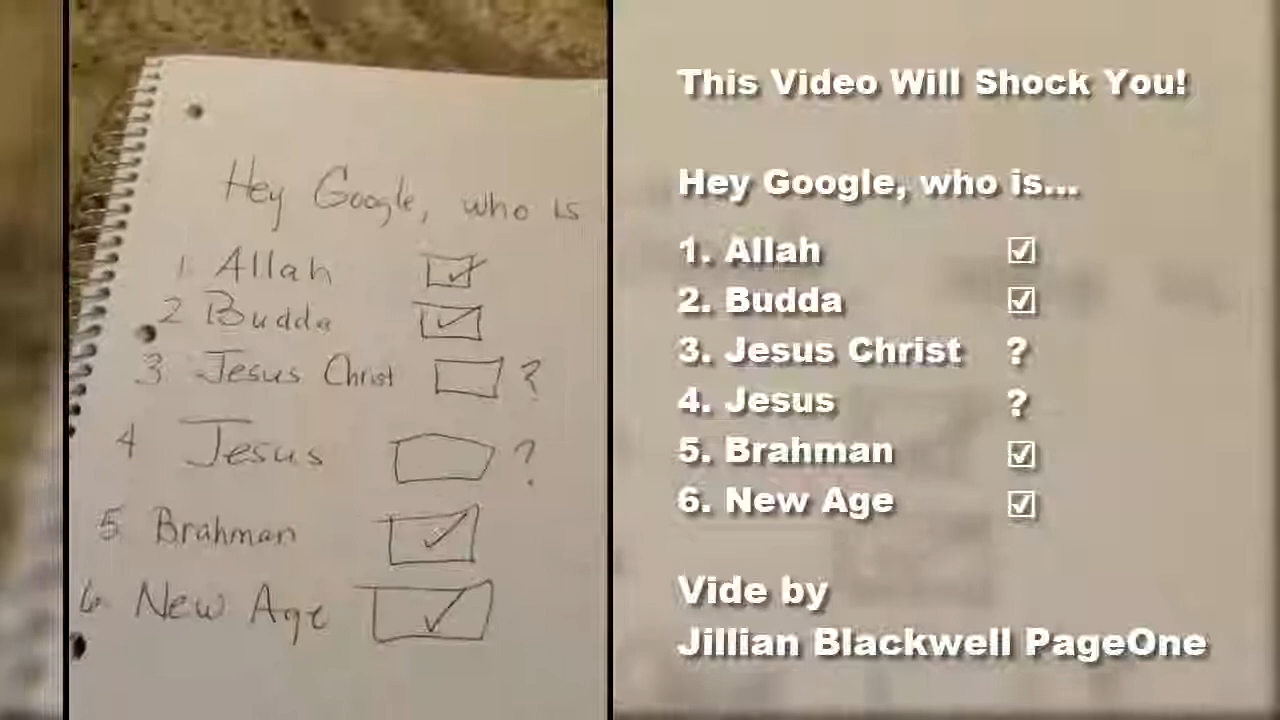 Hey Google, who is
1 Allah ☑
2 Budda ☑
3 Jesus Christ ☐ ?
4 Jesus ☐ ?
5 Brahman ☑
6 New Age ☑
This Video Will Shock You!
Hey Google, who is...
1. Allah ☑
2. Budda ☑
3. Jesus Christ ?
4. Jesus ?
5. Brahman ☑
6. New Age ☑
Vide by
Jillian Blackwell PageOne